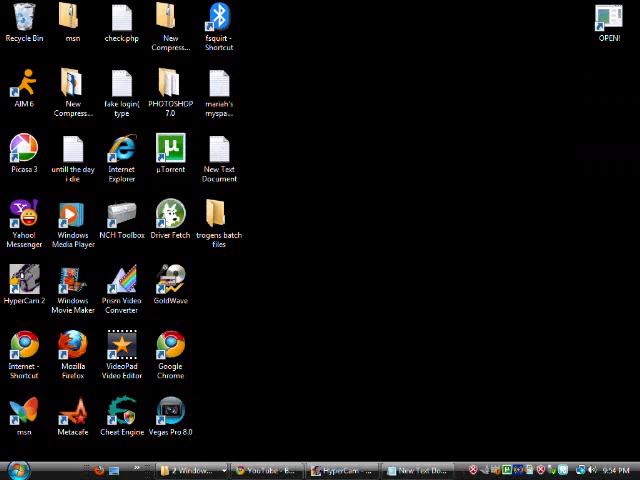 Recycle Bin
msn
check.php
New
Compress...
fsquirt -
Shortcut
OPEN!
AIM 6
New
Compress...
fake login(
type
PHOTOSHOP
7.0
mariah's
myspa...
Picasa 3
untill the day
i die
Internet
Explorer
µTorrent
New Text
Document
Yahoo!
Messenger
Windows
Media Player
NCH Toolbox
Driver Fetch
trogens batch
files
HyperCam 2
Windows
Movie Maker
Prism Video
Converter
GoldWave
Internet -
Shortcut
Mozilla
Firefox
VideoPad
Video Editor
Google
Chrome
msn
Metacafe
Cheat Engine
Vegas Pro 8.0
2 Window...
YouTube - B...
HyperCam - ...
New Text Do...
9:54 PM